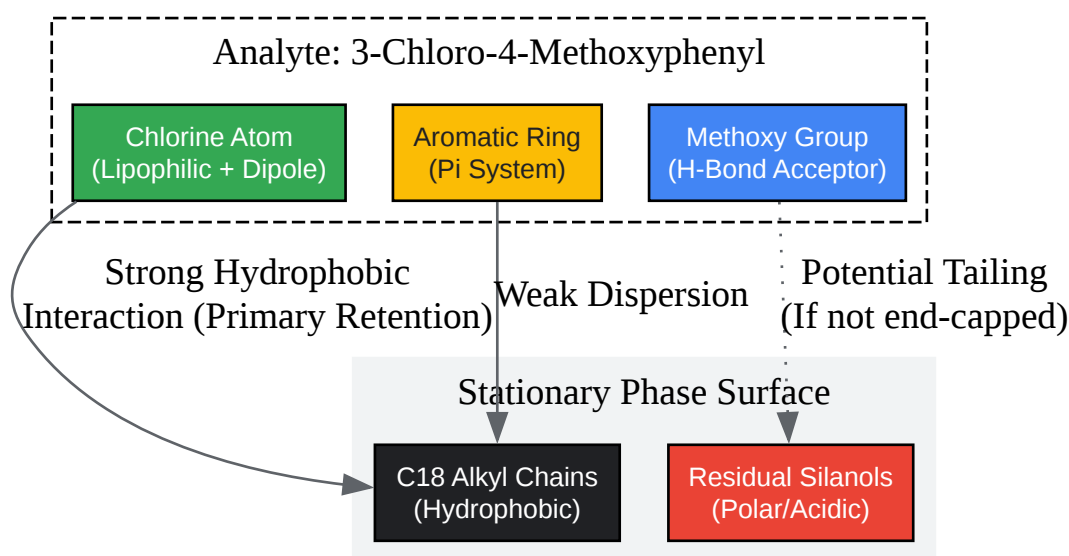 Analyte: 3-Chloro-4-Methoxyphenyl
Chlorine Atom
(Lipophilic + Dipole)
Aromatic Ring
(Pi System)
Methoxy Group
(H-Bond Acceptor)
Strong Hydrophobic
Interaction (Primary Retention)
Weak Dispersion
Potential Tailing
(If not end-capped)
Stationary Phase Surface
C18 Alkyl Chains
(Hydrophobic)
Residual Silanols
(Polar/Acidic)